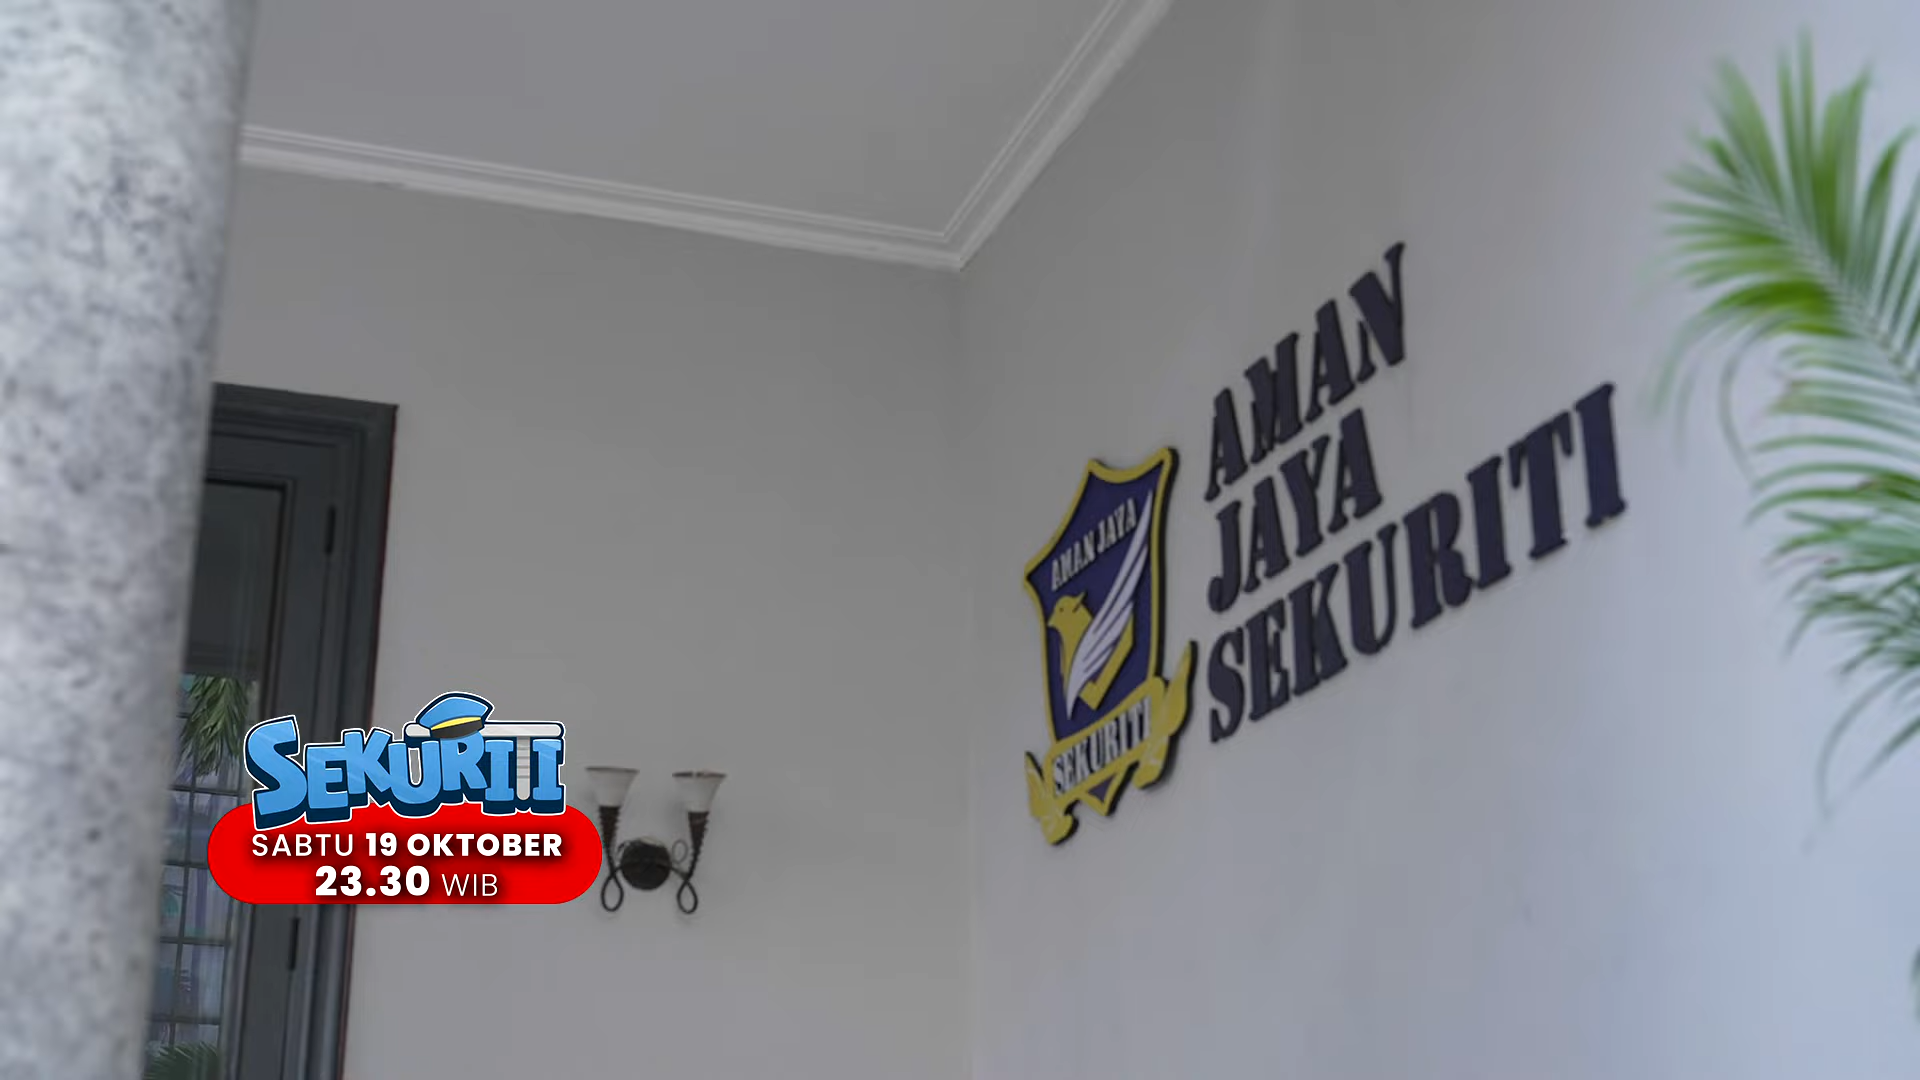 AMAN
JAYA
SEKURITI
AMAN JAYA
SEKURITI
SEKURITI
SABTU 19 OKTOBER
23.30 WIB